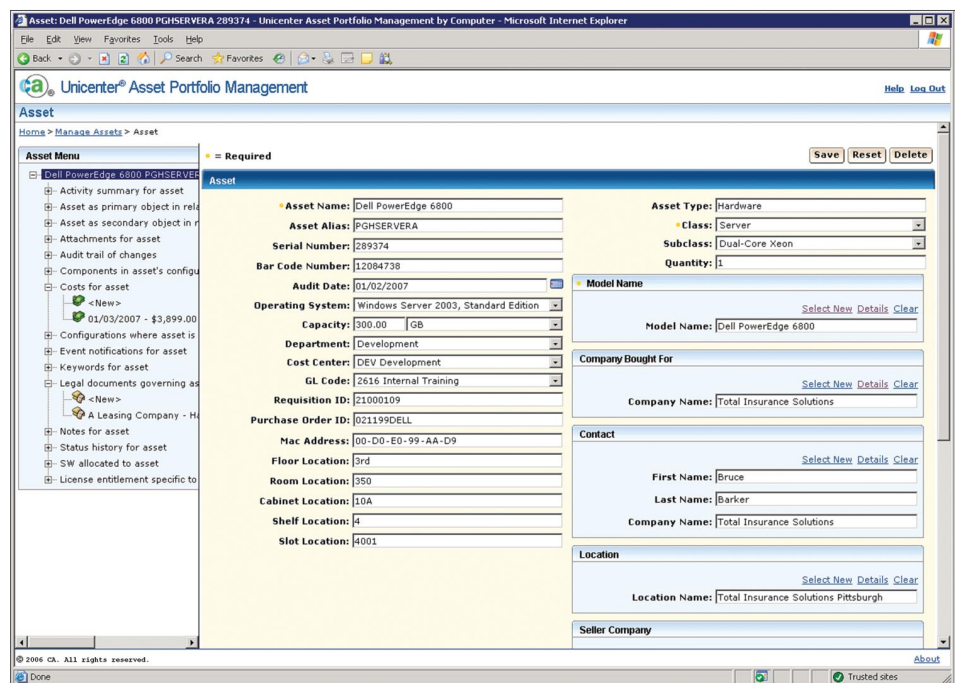 Asset: Dell PowerEdge 6800 PGHSERVERA 289374 - Unicenter Asset Portfolio Management by Computer - Microsoft Internet Explorer
File Edit View Favorites Tools Help
Back Search Favorites
ca® Unicenter® Asset Portfolio Management
Help Log Out
Asset
Home > Manage Assets > Asset
Asset Menu
Dell PowerEdge 6800 PGHSERVER
Activity summary for asset
Asset as primary object in rela
Asset as secondary object in r
Attachments for asset
Audit trail of changes
Components in asset's configu
Costs for asset
<New>
01/03/2007 - $3,899.00
Configurations where asset is
Event notifications for asset
Keywords for asset
Legal documents governing as
<New>
A Leasing Company - Ha
Notes for asset
Status history for asset
SW allocated to asset
License entitlement specific to
= Required
Save Reset Delete
Asset
Asset Name: Dell PowerEdge 6800
Asset Alias: PGHSERVERA
Serial Number: 289374
Bar Code Number: 12084738
Audit Date: 01/02/2007
Operating System: Windows Server 2003, Standard Edition
Capacity: 300.00 GB
Department: Development
Cost Center: DEV Development
GL Code: 2616 Internal Training
Requisition ID: 21000109
Purchase Order ID: 021199DELL
Mac Address: 00-D0-E0-99-AA-D9
Floor Location: 3rd
Room Location: 350
Cabinet Location: 10A
Shelf Location: 4
Slot Location: 4001
Asset Type: Hardware
Class: Server
Subclass: Dual-Core Xeon
Quantity: 1
Model Name
Select New Details Clear
Model Name: Dell PowerEdge 6800
Company Bought For
Select New Details Clear
Company Name: Total Insurance Solutions
Contact
Select New Details Clear
First Name: Bruce
Last Name: Barker
Company Name: Total Insurance Solutions
Location
Select New Details Clear
Location Name: Total Insurance Solutions Pittsburgh
Seller Company
© 2006 CA. All rights reserved.
About
Done
Trusted sites